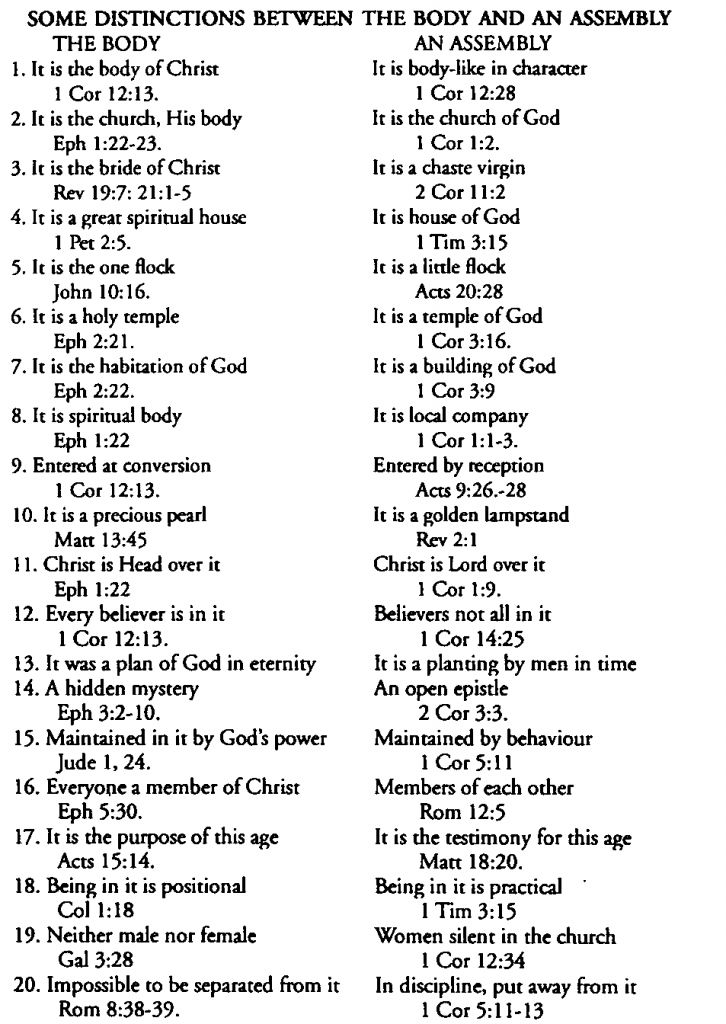 SOME DISTINCTIONS BETWEEN THE BODY AND AN ASSEMBLY
THE BODY AN ASSEMBLY
1. It is the body of Christ It is body-like in character
1 Cor 12:13. 1 Cor 12:28
2. It is the church, His body It is the church of God
Eph 1:22-23. 1 Cor 1:2.
3. It is the bride of Christ It is a chaste virgin
Rev 19:7: 21:1-5 2 Cor 11:2
4. It is a great spiritual house It is house of God
1 Pet 2:5. 1 Tim 3:15
5. It is the one flock It is a little flock
John 10:16. Acts 20:28
6. It is a holy temple It is a temple of God
Eph 2:21. 1 Cor 3:16.
7. It is the habitation of God It is a building of God
Eph 2:22. 1 Cor 3:9
8. It is spiritual body It is local company
Eph 1:22 1 Cor 1:1-3.
9. Entered at conversion Entered by reception
1 Cor 12:13. Acts 9:26.-28
10. It is a precious pearl It is a golden lampstand
Matt 13:45 Rev 2:1
11. Christ is Head over it Christ is Lord over it
Eph 1:22 1 Cor 1:9.
12. Every believer is in it Believers not all in it
1 Cor 12:13. 1 Cor 14:25
13. It was a plan of God in eternity It is a planting by men in time
14. A hidden mystery An open epistle
Eph 3:2-10. 2 Cor 3:3.
15. Maintained in it by God's power Maintained by behaviour
Jude 1, 24. 1 Cor 5:11
16. Everyone a member of Christ Members of each other
Eph 5:30. Rom 12:5
17. It is the purpose of this age It is the testimony for this age
Acts 15:14. Matt 18:20.
18. Being in it is positional Being in it is practical
Col 1:18 1 Tim 3:15
19. Neither male nor female Women silent in the church
Gal 3:28 1 Cor 12:34
20. Impossible to be separated from it In discipline, put away from it
Rom 8:38-39. 1 Cor 5:11-13